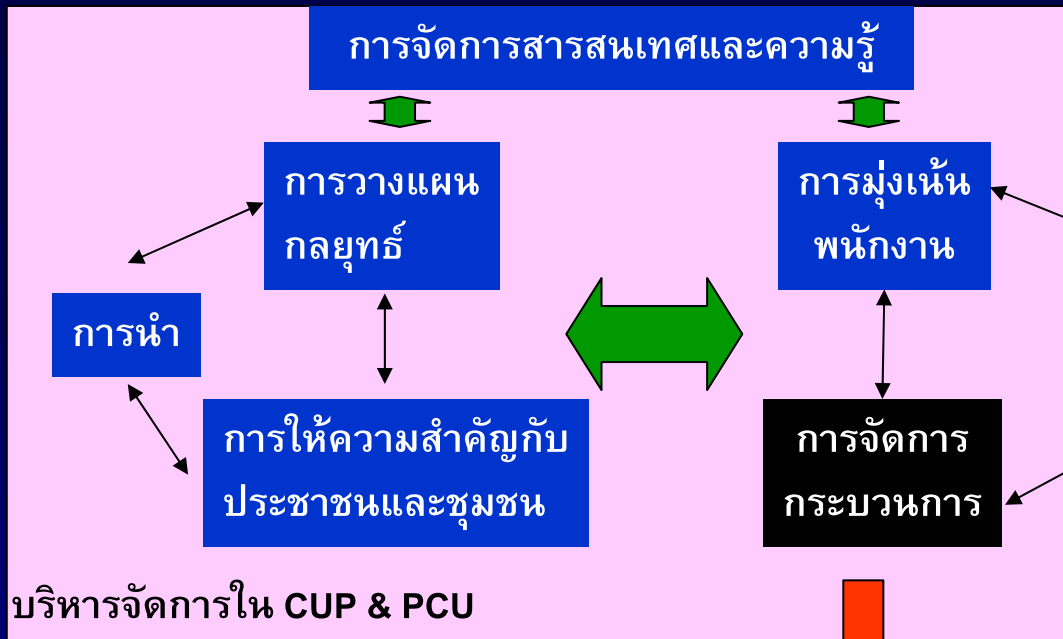 การจัดการสารสนเทศและความรู้
การวางแผน
กลยุทธ์
การมุ่งเน้น
พนักงาน
การนำ
การให้ความสำคัญกับ
ประชาชนและชุมชน
การจัดการ
กระบวนการ
บริหารจัดการใน CUP & PCU